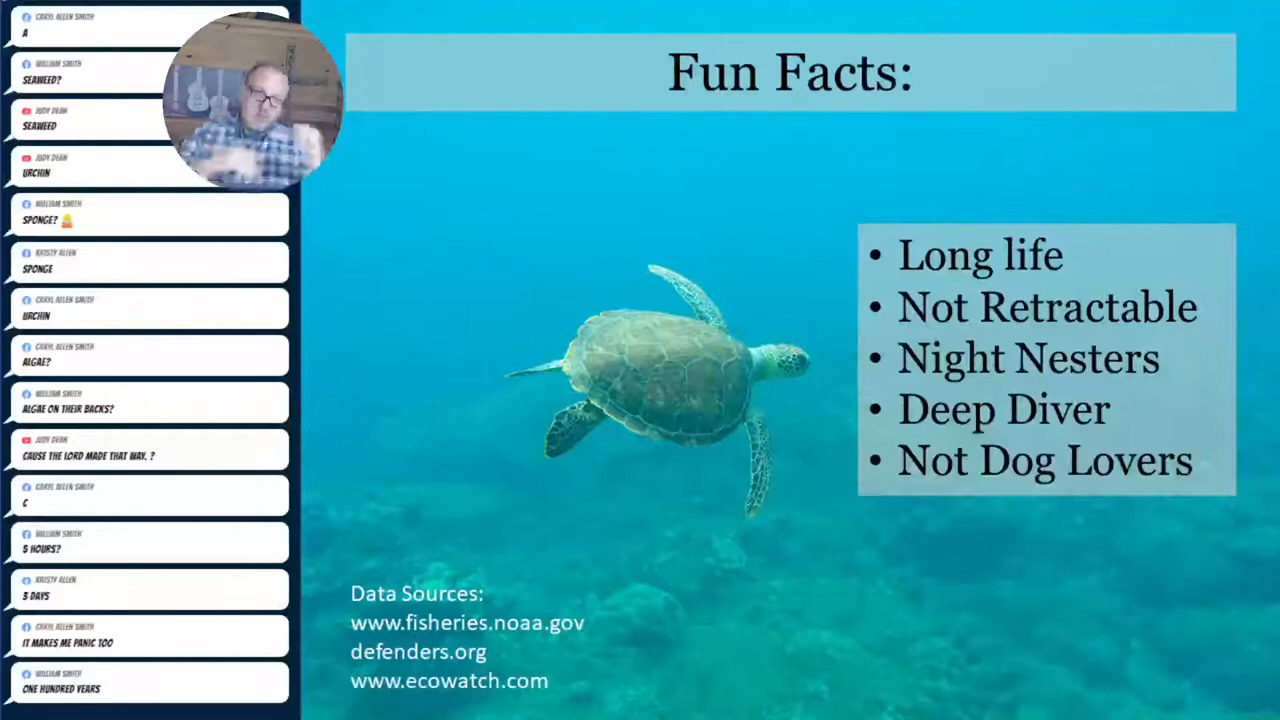 CARYL ALLEN SMITH
A
WILLIAM SMITH
SEAWEED?
JUDY DEAN
SEAWEED
JUDY DEAN
URCHIN
WILLIAM SMITH
SPONGE?
KRISTY ALLEN
SPONGE
CARYL ALLEN SMITH
URCHIN
CARYL ALLEN SMITH
ALGAE?
WILLIAM SMITH
ALGAE ON THEIR BACKS?
JUDY DEAN
CAUSE THE LORD MADE THAT WAY. ?
CARYL ALLEN SMITH
C
WILLIAM SMITH
5 HOURS?
KRISTY ALLEN
3 DAYS
CARYL ALLEN SMITH
IT MAKES ME PANIC TOO
WILLIAM SMITH
ONE HUNDRED YEARS
Fun Facts:
• Long life
• Not Retractable
• Night Nesters
• Deep Diver
• Not Dog Lovers
Data Sources:
www.fisheries.noaa.gov
defenders.org
www.ecowatch.com